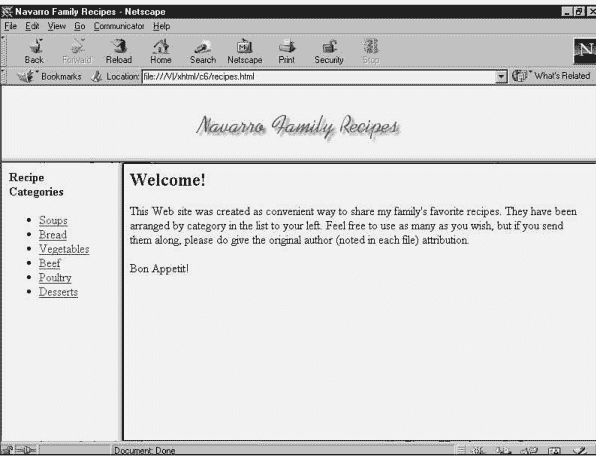 Navarro Family Recipes - Netscape
File Edit View Go Communicator Help
Back Forward Reload Home Search Netscape Print Security Stop
Bookmarks Location: file:///V|/xhtml/c6/recipes.html What's Related
N
Navarro Family Recipes
Recipe
Categories
Soups
Bread
Vegetables
Beef
Poultry
Desserts
Welcome!
This Web site was created as convenient way to share my family's favorite recipes. They have been
arranged by category in the list to your left. Feel free to use as many as you wish, but if you send
them along, please do give the original author (noted in each file) attribution.
Bon Appetit!
Document: Done